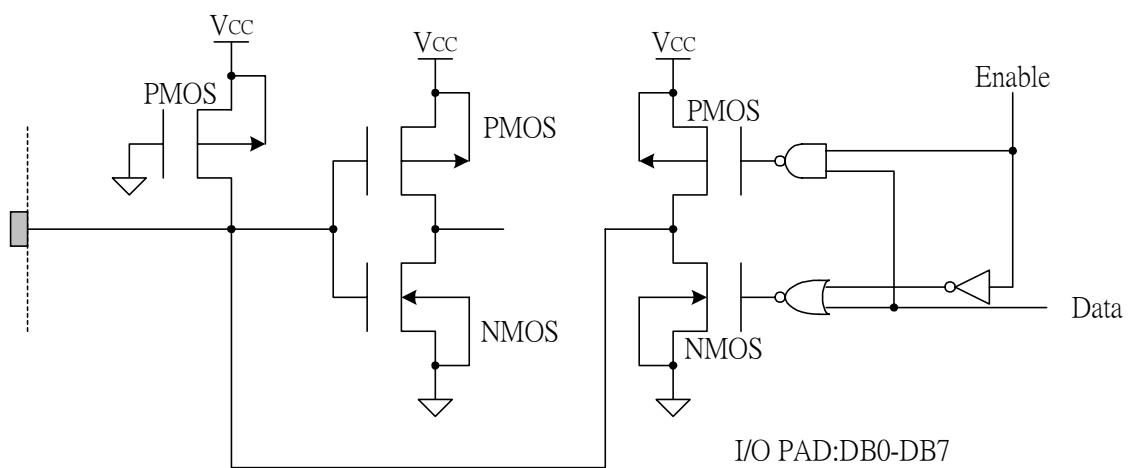 VCC
VCC
VCC
Enable
PMOS
PMOS
PMOS
NMOS
NMOS
Data
I/O PAD:DB0-DB7